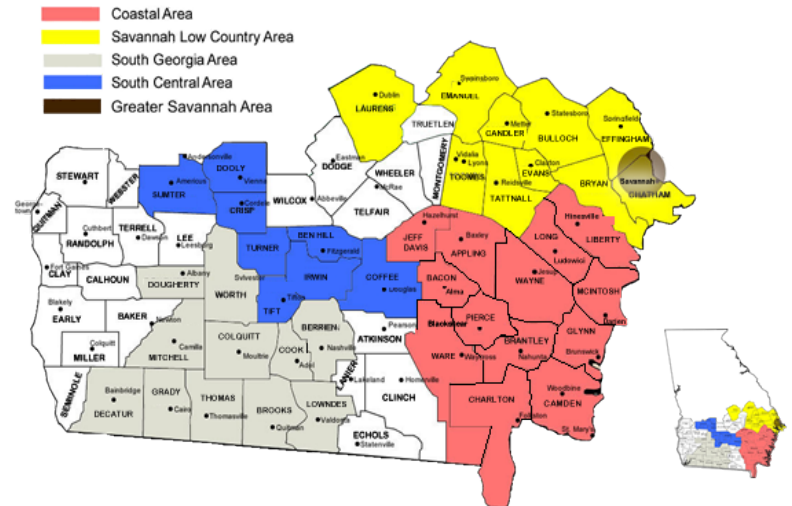 Coastal Area
Savannah Low Country Area
South Georgia Area
South Central Area
Greater Savannah Area
Swainsboro
EMANUEL
Dublin
LAURENS
TRUETLEN
Metter
CANDLER
Statesboro
BULLOCH
Springfield
EFFINGHAM
Andersonville
DOOLY
Vienna
Eastman
DODGE
MONTGOMERY
Vidalia
Lyons
TOOMBS
Claxton
EVANS
Reidsville
TATTNALL
BRYAN
Savannah
CHATHAM
STEWART
WEBSTER
Americus
SUMTER
Cordele
CRISP
WILCOX
Abbeville
WHEELER
McRae
TELFAIR
George-
town
QUITMAN
Cuthbert
RANDOLPH
TERRELL
Dawson
LEE
Leesburg
TURNER
BEN HILL
Fitzgerald
Hazelhurst
JEFF
DAVIS
Baxley
APPLING
Hinesville
LONG
LIBERTY
Ludowici
Fort Gaines
CLAY
CALHOUN
Albany
DOUGHERTY
Sylvester
WORTH
IRWIN
COFFEE
Douglas
BACON
Alma
Jesup
WAYNE
MCINTOSH
Darien
Blakely
EARLY
BAKER
Newton
TIFT
Tifton
Pearson
ATKINSON
Blackshear
PIERCE
BRANTLEY
Nahunta
GLYNN
Brunswick
Colquitt
MILLER
Camilla
MITCHELL
COLQUITT
Moultrie
BERRIEN
Nashville
COOK
Adel
LANIER
Lakeland
Homerville
CLINCH
WARE
Waycross
SEMINOLE
Bainbridge
DECATUR
GRADY
Cairo
THOMAS
Thomasville
BROOKS
Quitman
LOWNDES
Valdosta
ECHOLS
Statenville
CHARLTON
Folkston
Woodbine
CAMDEN
St. Mary's